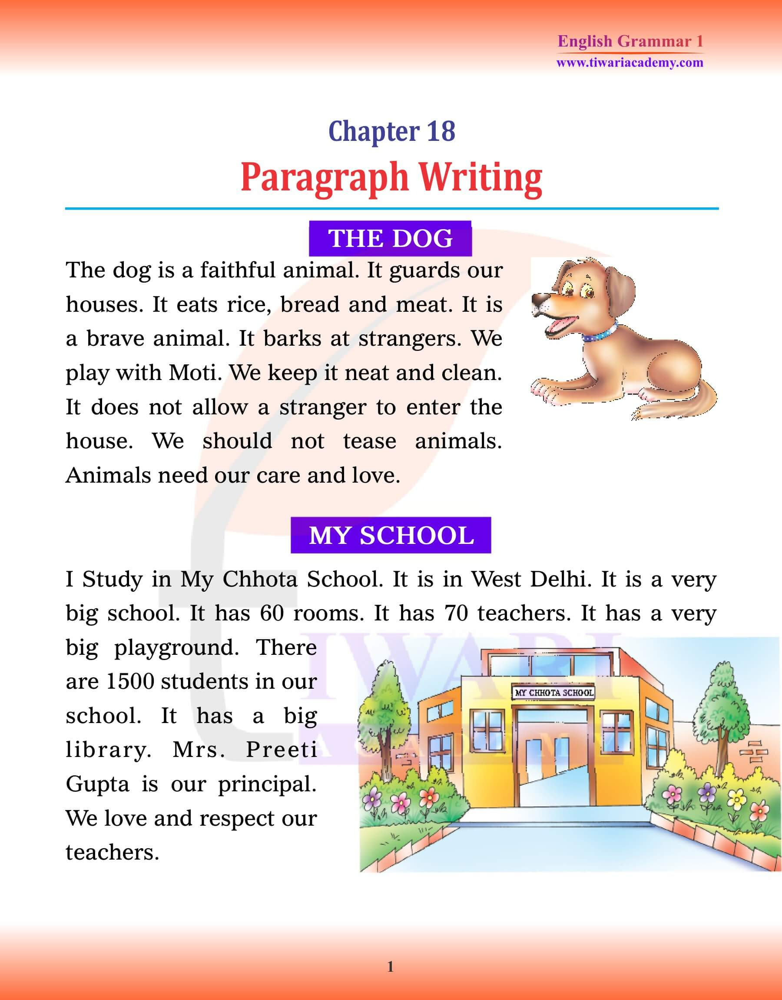 English Grammar 1
www.tiwariacademy.com
Chapter 18
Paragraph Writing
THE DOG
The dog is a faithful animal. It guards our
houses. It eats rice, bread and meat. It is
a brave animal. It barks at strangers. We
play with Moti. We keep it neat and clean.
It does not allow a stranger to enter the
house. We should not tease animals.
Animals need our care and love.
MY SCHOOL
I Study in My Chhota School. It is in West Delhi. It is a very
big school. It has 60 rooms. It has 70 teachers. It has a very
big playground. There
are 1500 students in our
school. It has a big
library. Mrs. Preeti
Gupta is our principal.
We love and respect our
teachers.
MY CHHOTA SCHOOL
TIWARI
ACADEMY
1